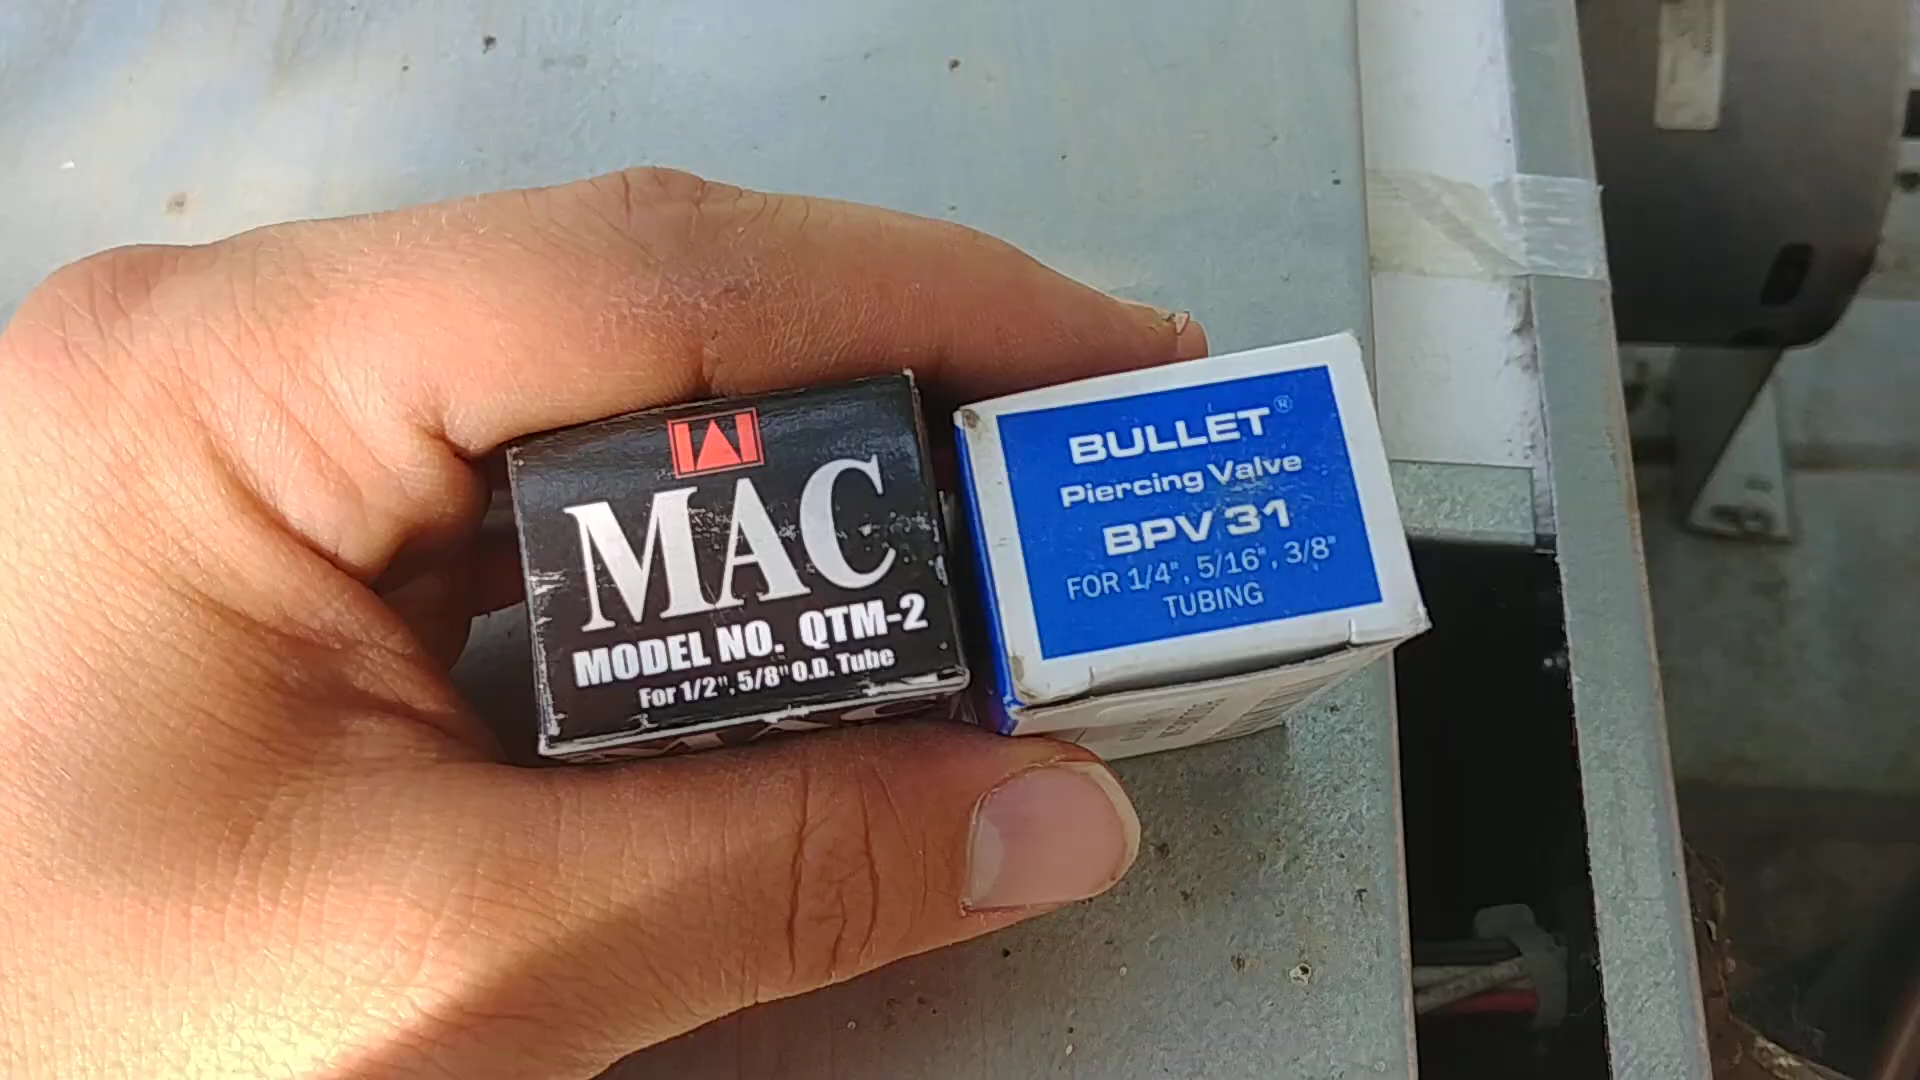 MAC
MODEL NO. QTM-2
For 1/2", 5/8" O.D. Tube
BULLET®
Piercing Valve
BPV 31
FOR 1/4", 5/16", 3/8"
TUBING